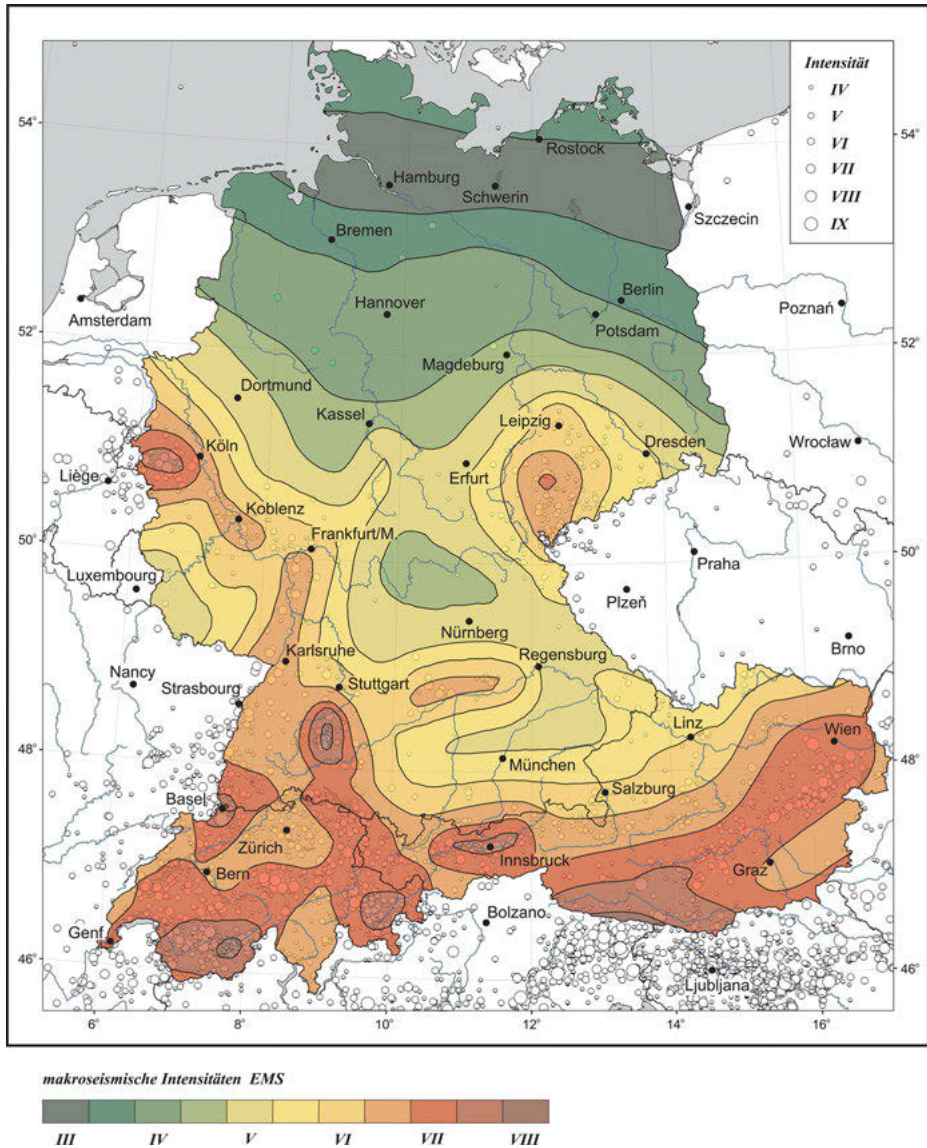 Intensität
IV
V
VI
VII
VIII
IX
54°
54°
Rostock
Hamburg
Schwerin
Szczecin
Bremen
Berlin
Amsterdam
Hannover
Potsdam
Poznań
52°
52°
Magdeburg
Dortmund
Kassel
Leipzig
Dresden
Wrocław
Köln
Liège
Erfurt
Koblenz
Frankfurt/M.
50°
50°
Praha
Luxembourg
Plzeň
Nürnberg
Brno
Karlsruhe
Regensburg
Nancy
Strasbourg
Stuttgart
Linz
Wien
48°
48°
München
Salzburg
Basel
Zürich
Innsbruck
Bern
Graz
Genf
Bolzano
46°
46°
Ljubljana
6° 8° 10° 12° 14° 16°
makroseismische Intensitäten EMS
III IV V VI VII VIII